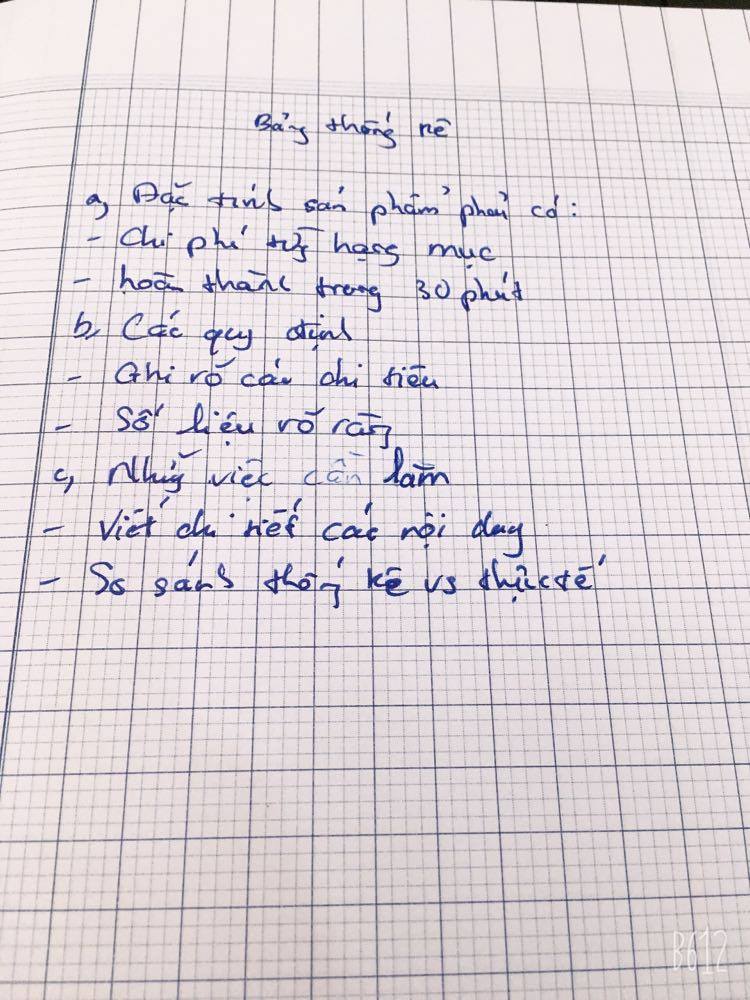 Bảng thống kê
a, Đặc tính sản phẩm phải có:
- Chi phí từng hạng mục
- hoàn thành trong 30 phút
b, Các quy định
- Ghi rõ các chi tiêu
- Số liệu rõ ràng
c, Những việc cần làm
- Viết chi tiết các nội dung
- So sánh thống kê vs thực tế
B612